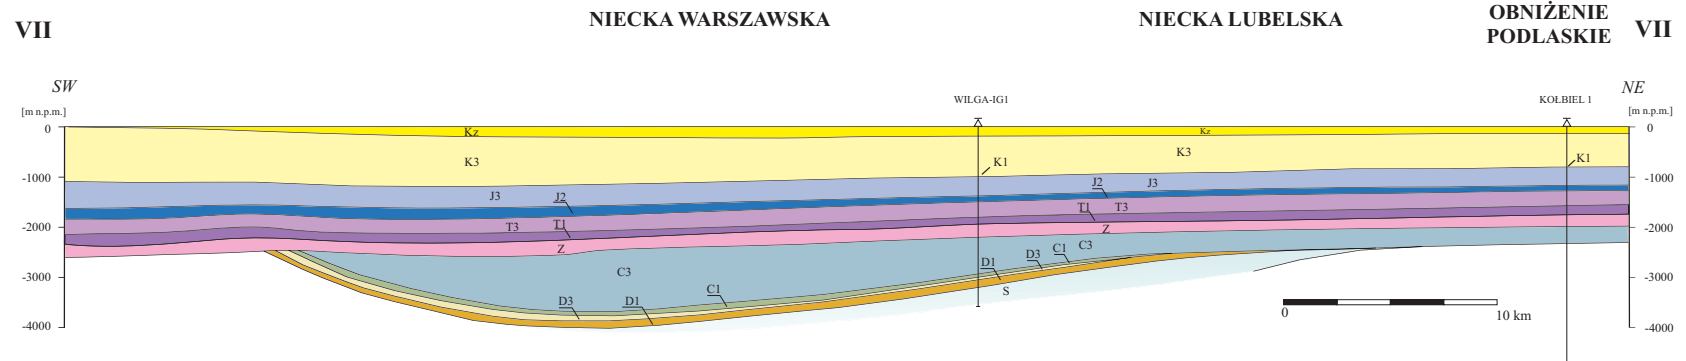 VII
NIECKA WARSZAWSKA
NIECKA LUBELSKA
OBNIŻENIE
PODLASKIE
VII
SW
NE
[m n.p.m.]
WILGA-IG1
KOŁBIEL 1
[m n.p.m.]
0
Kz
Kz
0
K3
K1
K3
K1
-1000
J3
J2
J2
J3
-1000
-2000
T3
T1
T1
T3
-2000
Z
Z
C3
D1
D3
C1
C3
-3000
S
-3000
D3
D1
C1
0
10 km
-4000
-4000